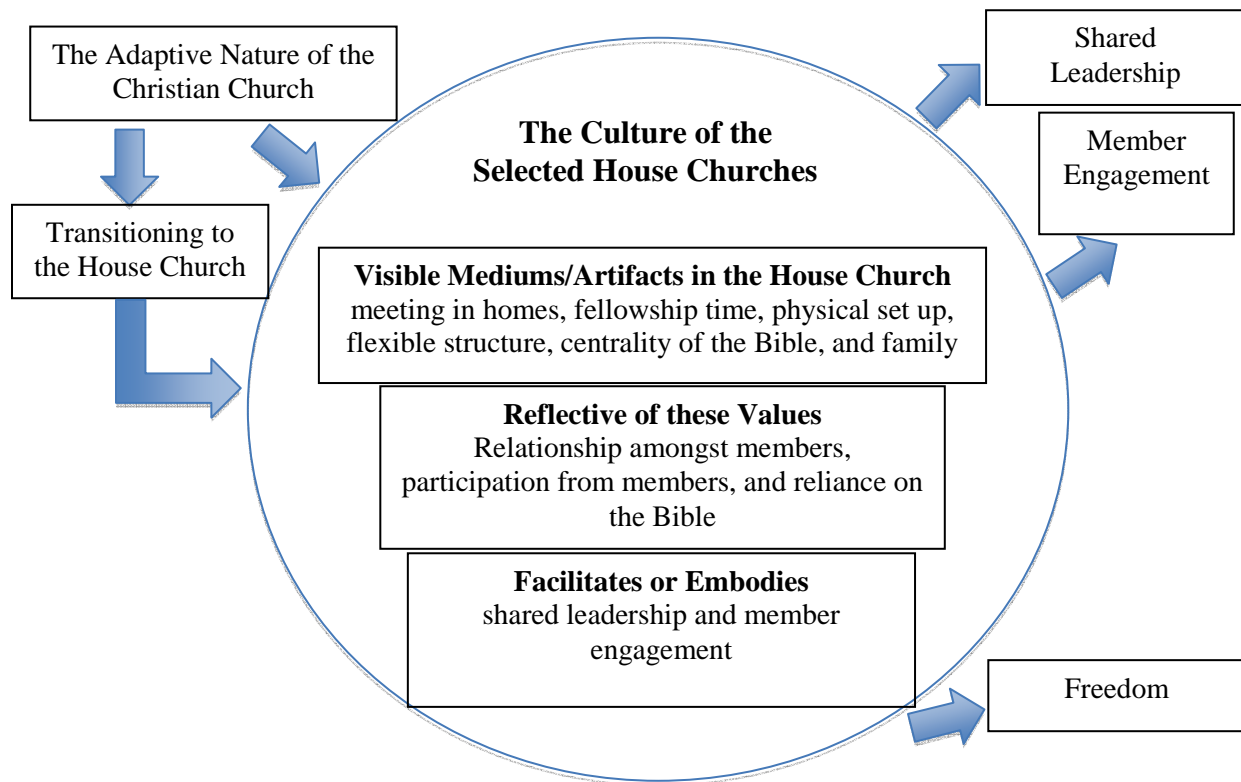 The Adaptive Nature of the
Christian Church
Transitioning to
the House Church
The Culture of the
Selected House Churches
Visible Mediums/Artifacts in the House Church
meeting in homes, fellowship time, physical set up,
flexible structure, centrality of the Bible, and family
Reflective of these Values
Relationship amongst members,
participation from members, and reliance on
the Bible
Facilitates or Embodies
shared leadership and member
engagement
Shared
Leadership
Member
Engagement
Freedom